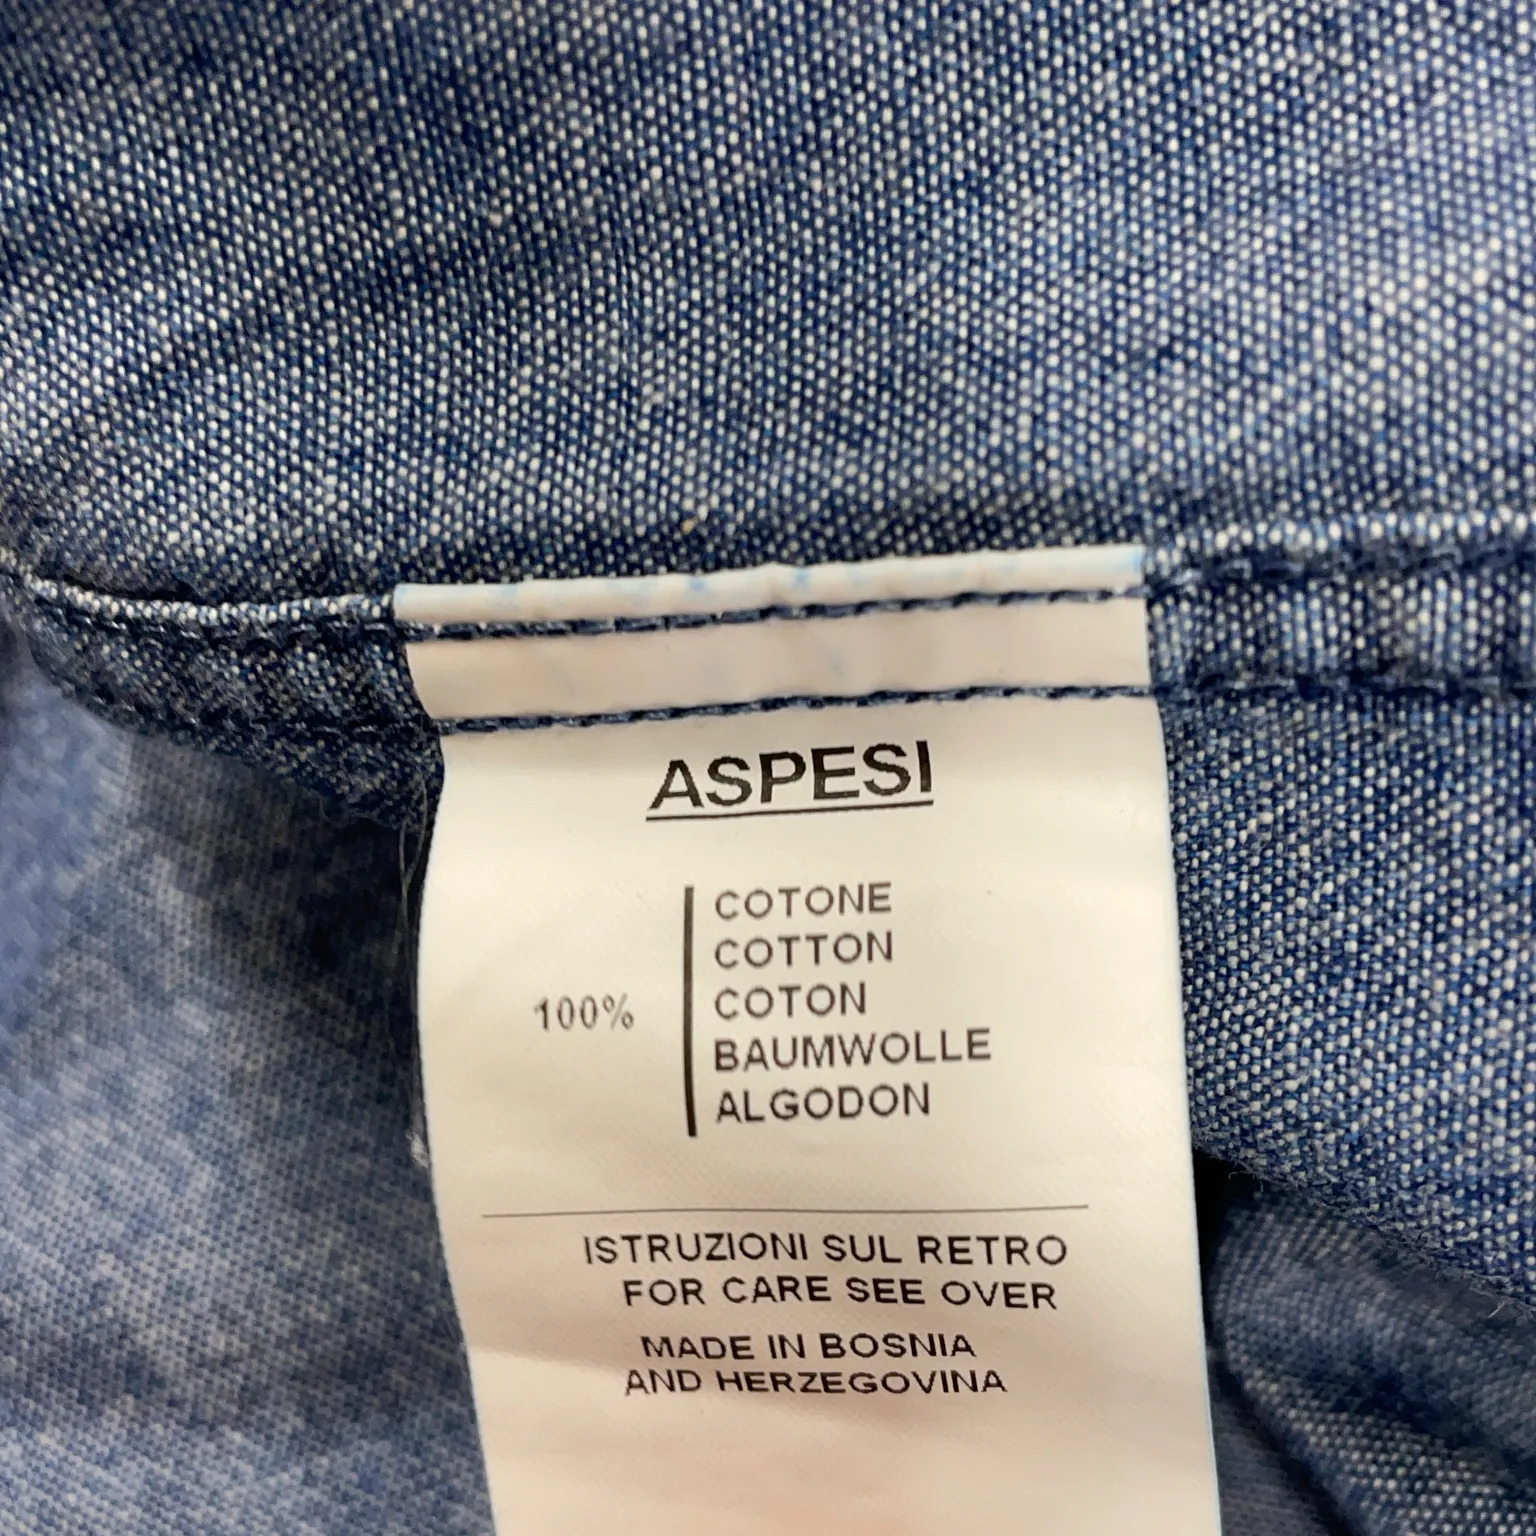 ASPESI
100%
COTONE
COTTON
COTON
BAUMWOLLE
ALGODON
ISTRUZIONI SUL RETRO
FOR CARE SEE OVER
MADE IN BOSNIA
AND HERZEGOVINA